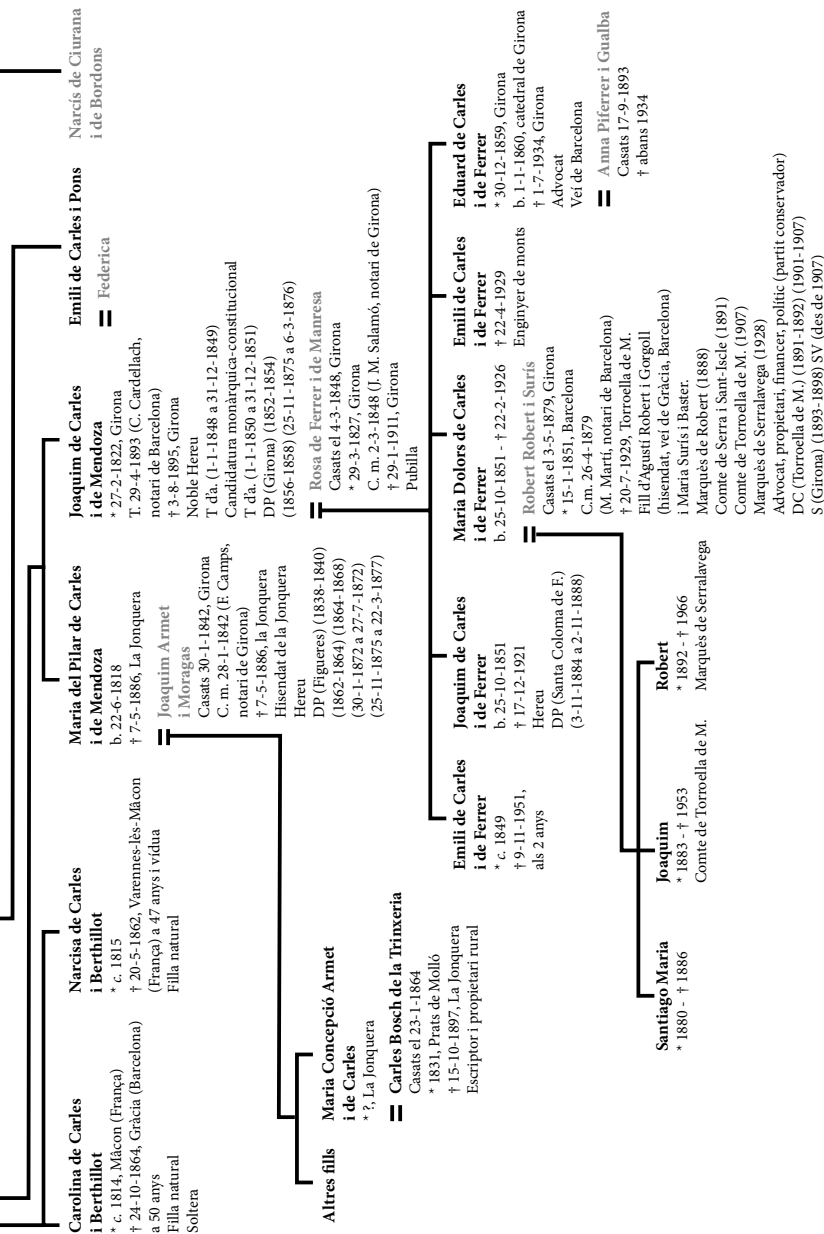 Carolina de Carles
i Berthillot
* c. 1814, Mâcon (França)
† 24-10-1864, Gràcia (Barcelona)
a 50 anys
Filla natural
Soltera
Narcisa de Carles
i Berthillot
* c. 1815
† 20-5-1862, Varennes-lès-Mâcon
(França) a 47 anys i vídua
Filla natural
Maria del Pilar de Carles
i de Mendoza
b. 22-6-1818
† 7-5-1886, La Jonquera
= Joaquim Armet
i Moragas
Casats 30-1-1842, Girona
C. m. 28-1-1842 (F. Camps,
notari de Girona)
† 7-5-1886, la Jonquera
Hisendat de la Jonquera
Hereu
DP (Figueres) (1838-1840)
(1862-1864) (1864-1868)
(30-1-1872 a 27-7-1872)
(25-11-1875 a 22-3-1877)
Joaquim de Carles
i de Mendoza
* 27-2-1822, Girona
T. 29-4-1893 (C. Cardellach,
notari de Barcelona)
† 3-8-1895, Girona
Noble Hereu
T d'a. (1-1-1848 a 31-12-1849)
Candidatura monàrquica-constitucional
T d'a. (1-1-1850 a 31-12-1851)
DP (Girona) (1852-1854)
(1856-1858) (25-11-1875 a 6-3-1876)
= Rosa de Ferrer i de Manresa
Casats el 4-3-1848, Girona
* 29-3-1827, Girona
C. m. 2-3-1848 (J. M. Salamó, notari de Girona)
† 29-1-1911, Girona
Pubilla
Emili de Carles i Pons
= Federica
Narcís de Ciurana
i de Bordons
Altres fills
Maria Concepció Armet
i de Carles
* ?, La Jonquera
= Carles Bosch de la Trinxeria
Casats el 23-1-1864
* 1831, Prats de Molló
† 15-10-1897, La Jonquera
Escriptor i propietari rural
Emili de Carles
i de Ferrer
* c. 1849
† 9-11-1951,
als 2 anys
Joaquim de Carles
i de Ferrer
b. 25-10-1851
† 17-12-1921
Hereu
DP (Santa Coloma de F.)
(3-11-1884 a 2-11-1888)
Maria Dolors de Carles
i de Ferrer
b. 25-10-1851 - † 22-2-1926
= Robert Robert i Surís
Casats el 3-5-1879, Girona
* 15-1-1851, Barcelona
C.m. 26-4-1879
(M. Martí, notari de Barcelona)
† 20-7-1929, Torroella de M.
Fill d'Agustí Robert i Gorgoll
(hisendat, veí de Gràcia, Barcelona)
i Maria Surís i Baster.
Marquès de Robert (1888)
Comte de Serra i Sant-Iscle (1891)
Comte de Torroella de M. (1907)
Marquès de Serralavega (1928)
Advocat, propietari, financer, polític (partit conservador)
DC (Torroella de M.) (1891-1892) (1901-1907)
S (Girona) (1893-1898) SV (des de 1907)
Emili de Carles
i de Ferrer
† 22-4-1929
Enginyer de monts
Eduard de Carles
i de Ferrer
* 30-12-1859, Girona
b. 1-1-1860, catedral de Girona
† 1-7-1934, Girona
Advocat
Veí de Barcelona
= Anna Piferrer i Gualba
Casats 17-9-1893
† abans 1934
Santiago Maria
* 1880 - † 1886
Joaquim
* 1883 - † 1953
Comte de Torroella de M.
Robert
* 1892 - † 1966
Marquès de Serralavega